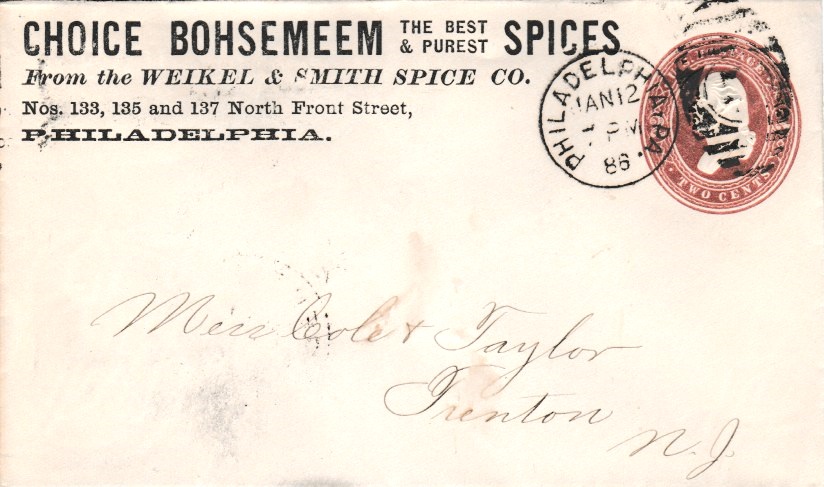 CHOICE BOHSEMEEM THE BEST & PUREST SPICES
From the WEIKEL & SMITH SPICE CO.
Nos. 133, 135 and 137 North Front Street,
PHILADELPHIA.
PHILADELPHIA PA.
JAN 12
7 PM
86
TWO CENTS
Mess Cole & Taylor
Trenton
N.J.